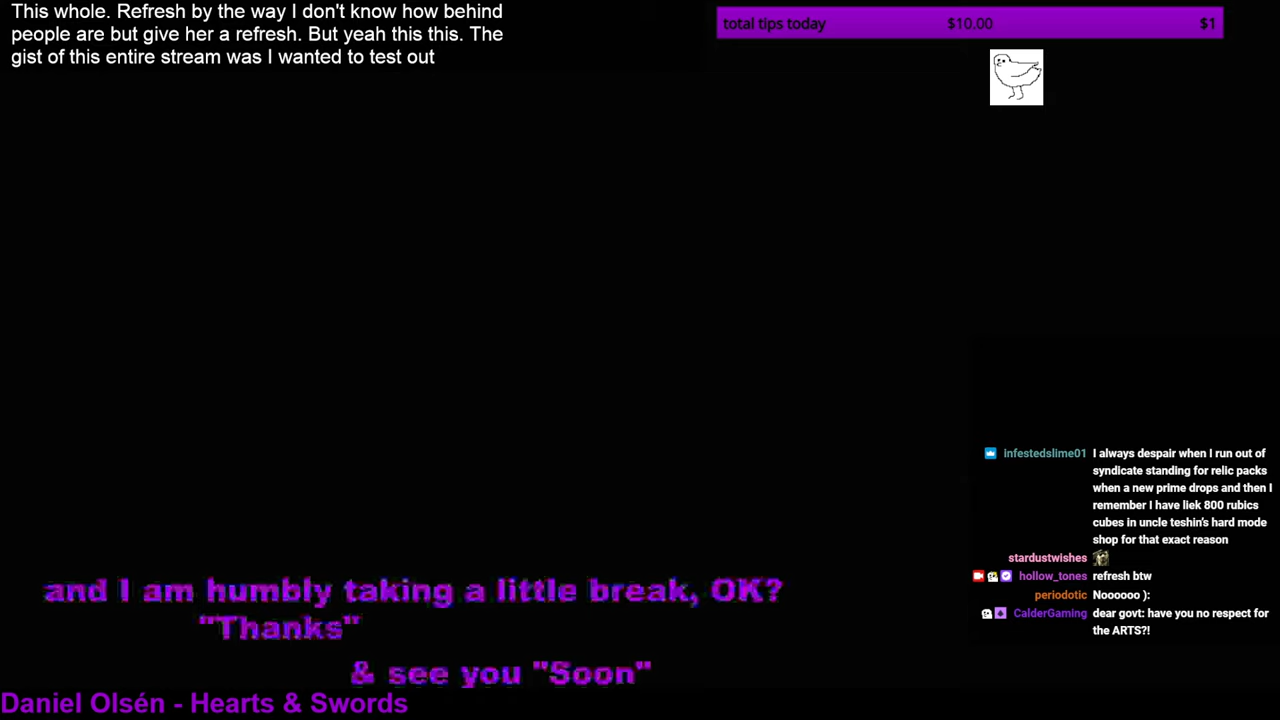 This whole. Refresh by the way I don't know how behind
people are but give her a refresh. But yeah this this. The
gist of this entire stream was I wanted to test out
total tips today $10.00 $1
infestedslime01 I always despair when I run out of
syndicate standing for relic packs
when a new prime drops and then I
remember I have liek 800 rubics
cubes in uncle teshin's hard mode
shop for that exact reason
stardustwishes
hollow_tones refresh btw
periodotic Noooooo ):
CalderGaming dear govt: have you no respect for
the ARTS?!
and I am humbly taking a little break, OK?
"Thanks"
& see you "Soon"
Daniel Olsén - Hearts & Swords